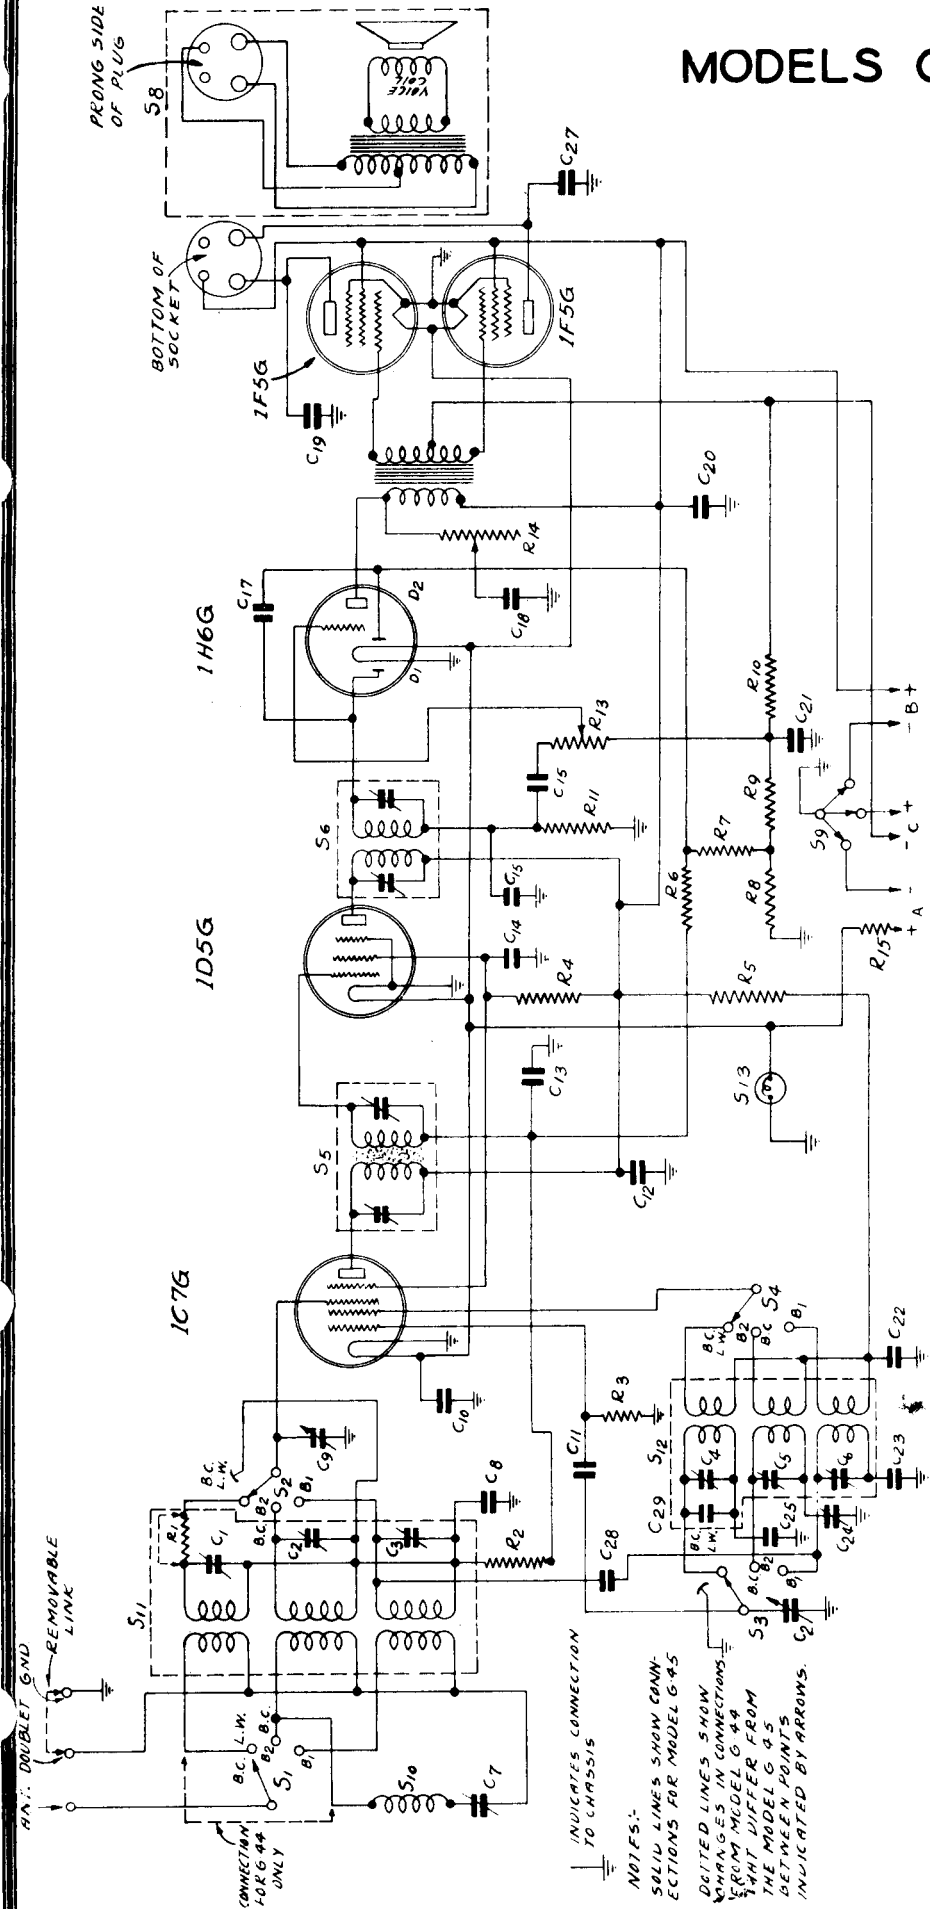 MODELS G
PRONG SIDE
OF PLUG
S8
VOICE
COIL
C27
BOTTOM OF
SOCKET
1F5G
1F5G
C19
C20
R14
C18
C17
1H6G
D2
D1
R10
R13
C21
B
- +
C15
R11
R9
S9
- C +
S6
R7
R6
R8
C15
C14
1D5G
R4
R5
R15
+ A -
C13
S13
S5
C12
1C7G
S4
B.C.
L.W.
B2
B.C
B1
C22
C10
R3
C11
S12
C4
C5
C6
C23
C29
C25
C24
B.C.
L.W.
B2
B.C
B1
S3
C2
C28
B.C.
L.W.
S2
C9
B2
B.C.
B1
R1
C1
C2
C3
C8
R2
S11
REMOVABLE
LINK
ANT. DOUBLET GND
B.C. L.W.
B2 B.C.
B1
S1
S10
C7
CONNECTION
FOR G44
ONLY
INDICATES CONNECTION
TO CHASSIS
NOTES:-
SOLID LINES SHOW CONN-
ECTIONS FOR MODEL G45
DOTTED LINES SHOW
CHANGES IN CONNECTIONS
FROM MODEL G 44
THAT DIFFER FROM
THE MODEL G 45
BETWEEN POINTS
INDICATED BY ARROWS.